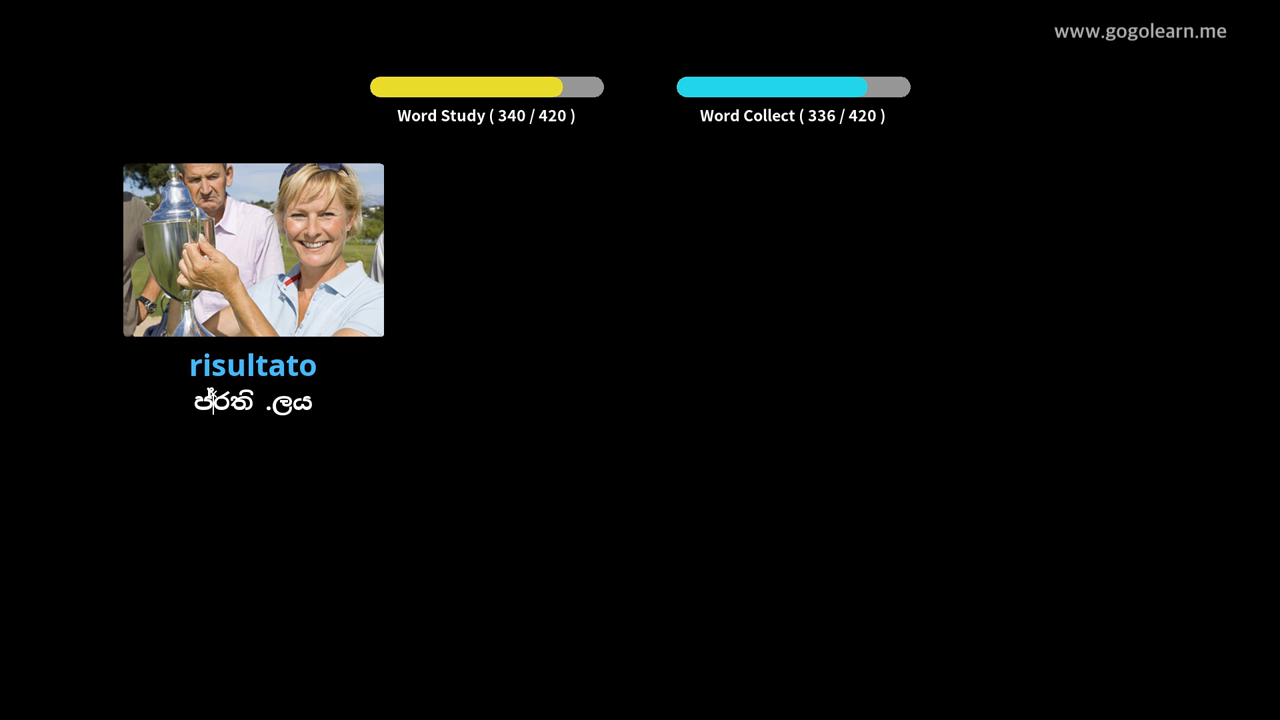 www.gogolearn.me
Word Study ( 340 / 420 )
Word Collect ( 336 / 420 )
risultato
ප්‍රති .ලය